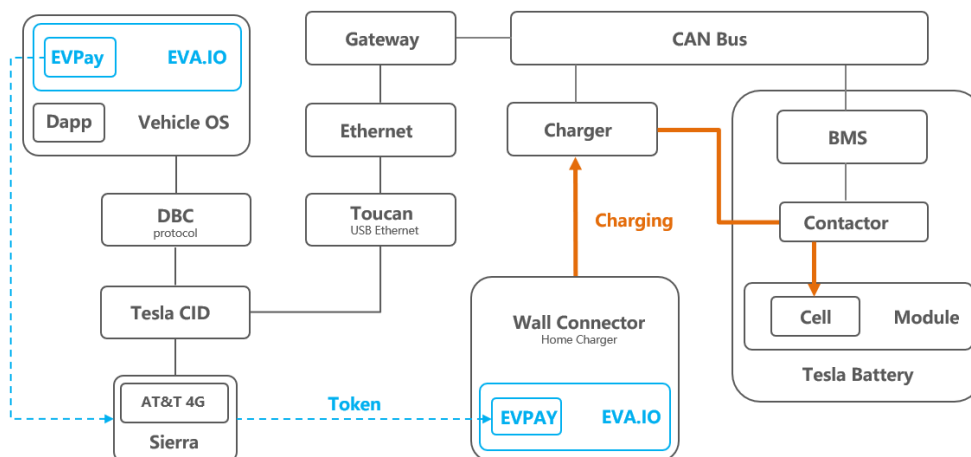 EVPay
EVA.IO
Dapp
Vehicle OS
Gateway
CAN Bus
Ethernet
Charger
BMS
DBC
protocol
Toucan
USB Ethernet
Charging
Contactor
Tesla CID
Wall Connector
Home Charger
Cell
Module
Tesla Battery
AT&T 4G
Sierra
Token
EVPAY
EVA.IO